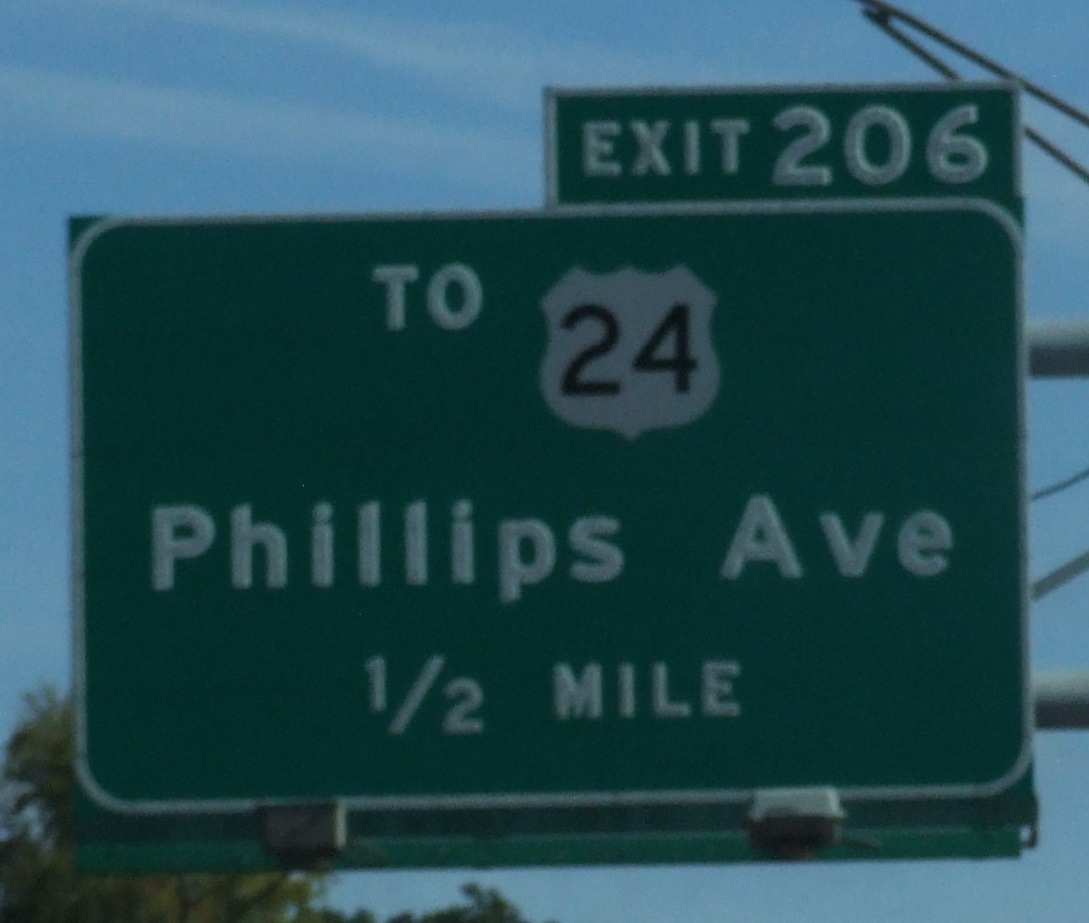 EXIT 206
TO 24
Phillips Ave
1/2 MILE